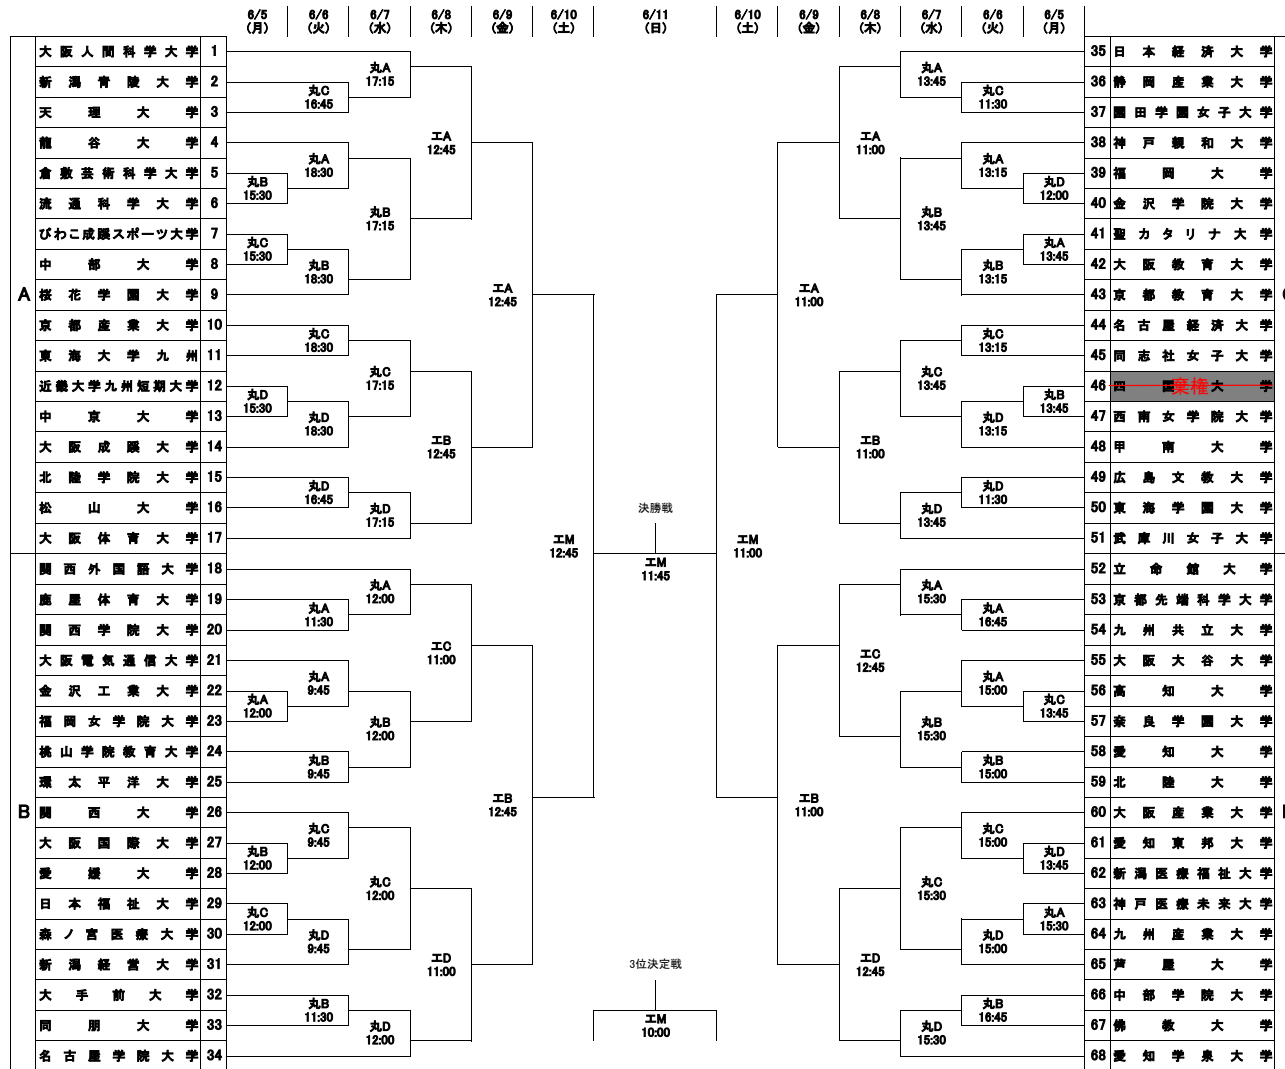 6/5 6/6 6/7 6/8 6/9 6/10 6/11 6/10 6/9 6/8 6/7 6/6 6/5
(月) (火) (水) (木) (金) (土) (日) (土) (金) (木) (水) (火) (月)
A
大阪人間科学大学 1
新潟青陵大学 2
天理大学 3
龍谷大学 4
倉敷芸術科学大学 5
流通科学大学 6
びわこ成蹊スポーツ大学 7
中部大学 8
桜花学園大学 9
京都産業大学 10
東海大学九州 11
近畿大学九州短期大学 12
中京大学 13
大阪成蹊大学 14
北陸学院大学 15
松山大学 16
大阪体育大学 17
B
関西外国語大学 18
鹿屋体育大学 19
関西学院大学 20
大阪電気通信大学 21
金沢工業大学 22
福岡女学院大学 23
桃山学院教育大学 24
環太平洋大学 25
関西大学 26
大阪国際大学 27
愛媛大学 28
日本福祉大学 29
森ノ宮医療大学 30
新潟経営大学 31
大手前大学 32
同朋大学 33
名古屋学院大学 34
丸B
15:30
丸C
15:30
丸D
15:30
丸A
12:00
丸B
12:00
丸C
12:00
丸C
16:45
丸A
18:30
丸B
18:30
丸C
18:30
丸D
18:30
丸D
16:45
丸A
11:30
丸A
9:45
丸B
9:45
丸C
9:45
丸D
9:45
丸B
11:30
丸A
17:15
丸B
17:15
丸C
17:15
丸D
17:15
丸A
12:00
丸B
12:00
丸C
12:00
丸D
12:00
エA
12:45
エB
12:45
エC
11:00
エD
11:00
エA
12:45
エB
12:45
エM
12:45
決勝戦
エM
11:45
3位決定戦
エM
10:00
エM
11:00
エA
11:00
エB
11:00
エA
11:00
エB
11:00
エC
12:45
エD
12:45
丸A
13:45
丸B
13:45
丸C
13:45
丸D
13:45
丸A
15:30
丸B
15:30
丸C
15:30
丸D
15:30
丸C
11:30
丸A
13:15
丸B
13:15
丸C
13:15
丸D
13:15
丸D
11:30
丸A
16:45
丸A
15:00
丸B
15:00
丸C
15:00
丸D
15:00
丸B
16:45
丸D
12:00
丸A
13:45
丸B
13:45
丸C
13:45
丸D
13:45
丸A
15:30
35 日本経済大学
36 静岡産業大学
37 園田学園女子大学
38 神戸親和大学
39 福岡大学
40 金沢学院大学
41 聖カタリナ大学
42 大阪教育大学
43 京都教育大学
44 名古屋経済大学
45 同志社女子大学
46 四国大学
棄権
47 西南女学院大学
48 甲南大学
49 広島文教大学
50 東海学園大学
51 武庫川女子大学
52 立命館大学
53 京都先端科学大学
54 九州共立大学
55 大阪大谷大学
56 高知大学
57 奈良学園大学
58 愛知大学
59 北陸大学
60 大阪産業大学
61 愛知東邦大学
62 新潟医療福祉大学
63 神戸医療未来大学
64 九州産業大学
65 芦屋大学
66 中部学院大学
67 佛教大学
68 愛知学泉大学